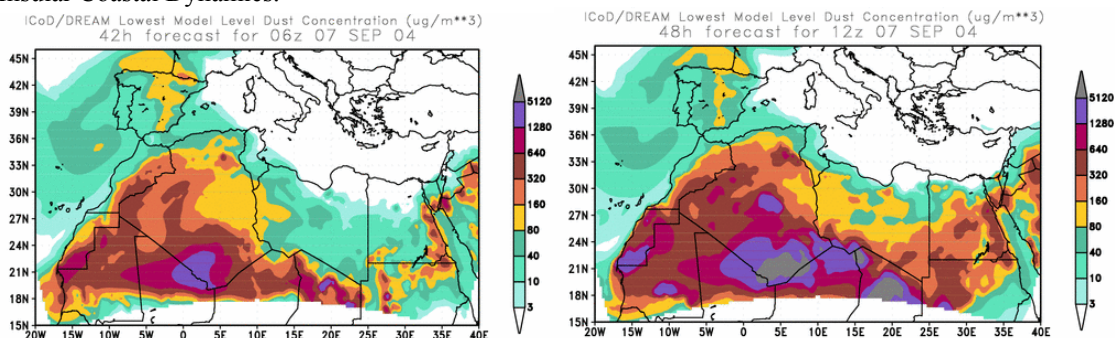 nsular Coastal Dynamics.
ICoD/DREAM Lowest Model Level Dust Concentration (ug/m**3)
42h forecast for 06z 07 SEP 04
45N
42N
39N
36N
33N
30N
27N
24N
21N
18N
15N
20W 15W 10W 5W 0 5E 10E 15E 20E 25E 30E 35E 40E
5120
1280
640
320
160
80
40
10
3
ICoD/DREAM Lowest Model Level Dust Concentration (ug/m**3)
48h forecast for 12z 07 SEP 04
45N
42N
39N
36N
33N
30N
27N
24N
21N
18N
15N
20W 15W 10W 5W 0 5E 10E 15E 20E 25E 30E 35E 40E
5120
1280
640
320
160
80
40
10
3